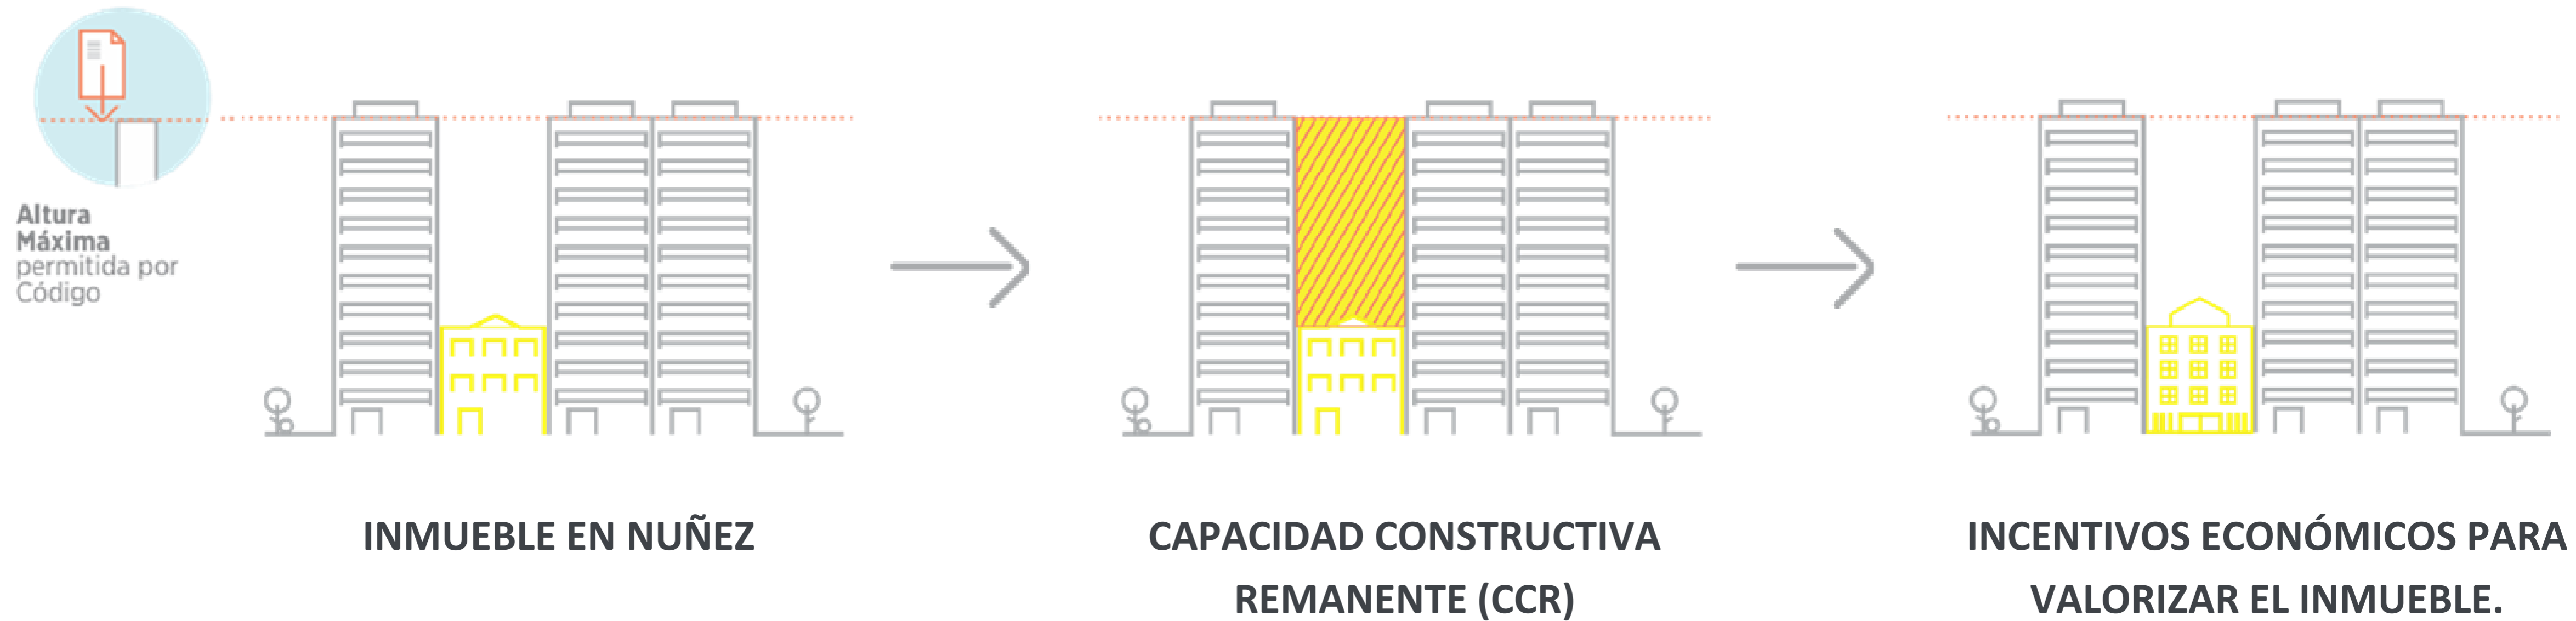 Altura
Máxima
permitida por
Código
INMUEBLE EN NUÑEZ
CAPACIDAD CONSTRUCTIVA
REMANENTE (CCR)
INCENTIVOS ECONÓMICOS PARA
VALORIZAR EL INMUEBLE.